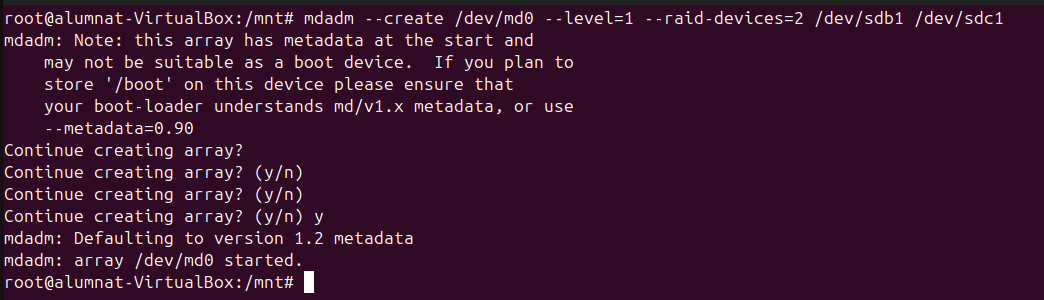 root@alumnat-VirtualBox:/mnt# mdadm --create /dev/md0 --level=1 --raid-devices=2 /dev/sdb1 /dev/sdc1
mdadm: Note: this array has metadata at the start and
    may not be suitable as a boot device.  If you plan to
    store '/boot' on this device please ensure that
    your boot-loader understands md/v1.x metadata, or use
    --metadata=0.90
Continue creating array?
Continue creating array? (y/n)
Continue creating array? (y/n)
Continue creating array? (y/n) y
mdadm: Defaulting to version 1.2 metadata
mdadm: array /dev/md0 started.
root@alumnat-VirtualBox:/mnt#